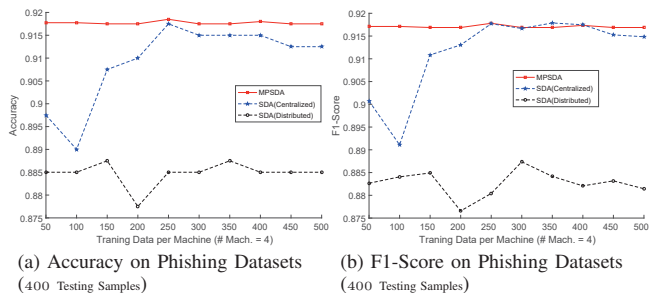 0.92
0.915
0.91
0.905
0.9
0.895
0.89
0.885
0.88
0.875
Accuracy
MPSDA
SDA(Centralized)
SDA(Distributed)
50 100 150 200 250 300 350 400 450 500
Traning Data per Machine (# Mach. = 4)
(a) Accuracy on Phishing Datasets
(400 Testing Samples)
0.92
0.915
0.91
0.905
0.9
0.895
0.89
0.885
0.88
0.875
F1-Score
MPSDA
SDA(Centralized)
SDA(Distributed)
50 100 150 200 250 300 350 400 450 500
Traning Data per Machine (# Mach. = 4)
(b) F1-Score on Phishing Datasets
(400 Testing Samples)